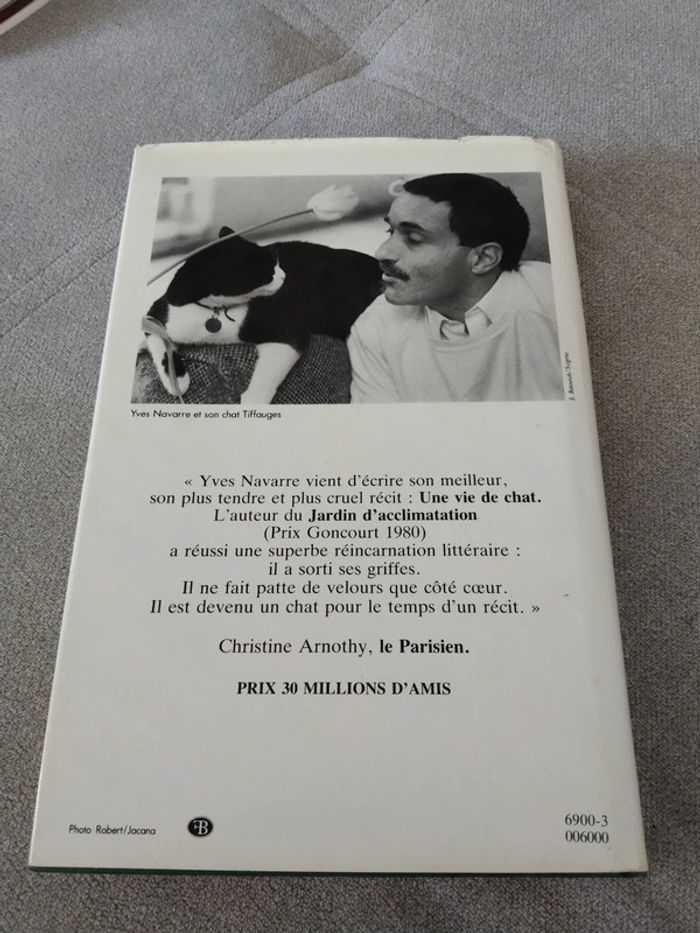 S. Bassouls/Sygma
Yves Navarre et son chat Tiffauges
« Yves Navarre vient d'écrire son meilleur,
son plus tendre et plus cruel récit : Une vie de chat.
L'auteur du Jardin d'acclimatation
(Prix Goncourt 1980)
a réussi une superbe réincarnation littéraire :
il a sorti ses griffes.
Il ne fait patte de velours que côté cœur.
Il est devenu un chat pour le temps d'un récit. »
Christine Arnothy, le Parisien.
PRIX 30 MILLIONS D'AMIS
Photo Robert/Jacana
6900-3
006000